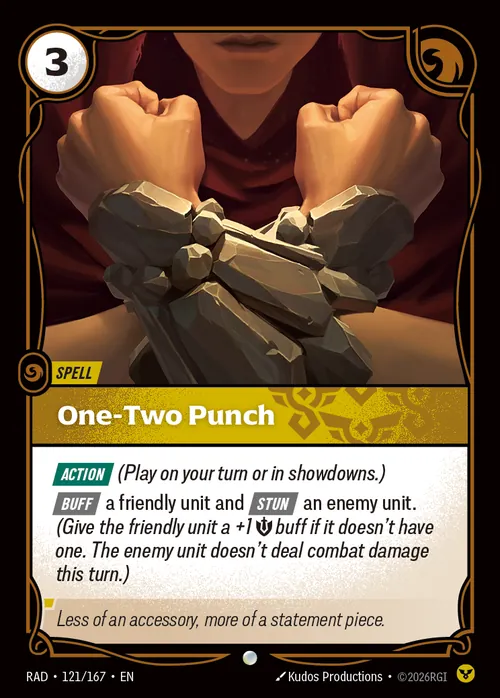 3
SPELL
One-Two Punch
ACTION (Play on your turn or in showdowns.)
BUFF a friendly unit and STUN an enemy unit.
(Give the friendly unit a +1 buff if it doesn't have
one. The enemy unit doesn't deal combat damage
this turn.)
Less of an accessory, more of a statement piece.
RAD • 121/167 • EN
Kudos Productions • ©2026RGI